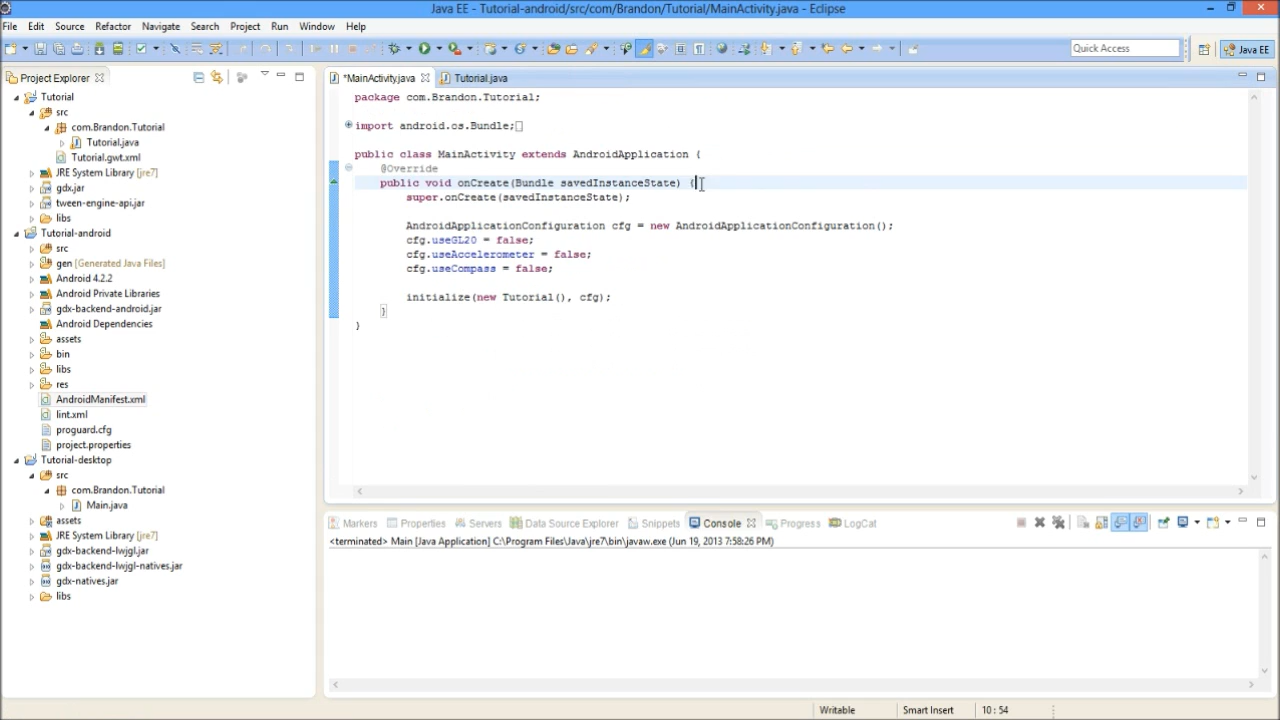 Java EE - Tutorial-android/src/com/Brandon/Tutorial/MainActivity.java - Eclipse
File Edit Source Refactor Navigate Search Project Run Window Help
Quick Access
Java EE
Project Explorer
Tutorial
src
com.Brandon.Tutorial
Tutorial.java
Tutorial.gwt.xml
JRE System Library [jre7]
gdx.jar
tween-engine-api.jar
libs
Tutorial-android
src
gen [Generated Java Files]
Android 4.2.2
Android Private Libraries
gdx-backend-android.jar
Android Dependencies
assets
bin
libs
res
AndroidManifest.xml
lint.xml
proguard.cfg
project.properties
Tutorial-desktop
src
com.Brandon.Tutorial
Main.java
assets
JRE System Library [jre7]
gdx-backend-lwjgl.jar
gdx-backend-lwjgl-natives.jar
gdx-natives.jar
libs
*MainActivity.java Tutorial.java
package com.Brandon.Tutorial;
import android.os.Bundle;
public class MainActivity extends AndroidApplication {
@Override
public void onCreate(Bundle savedInstanceState) {
super.onCreate(savedInstanceState);
AndroidApplicationConfiguration cfg = new AndroidApplicationConfiguration();
cfg.useGL20 = false;
cfg.useAccelerometer = false;
cfg.useCompass = false;
initialize(new Tutorial(), cfg);
}
}
Markers Properties Servers Data Source Explorer Snippets Console Progress LogCat
<terminated> Main [Java Application] C:\Program Files\Java\jre7\bin\javaw.exe (Jun 19, 2013 7:58:26 PM)
Writable Smart Insert 10 : 54